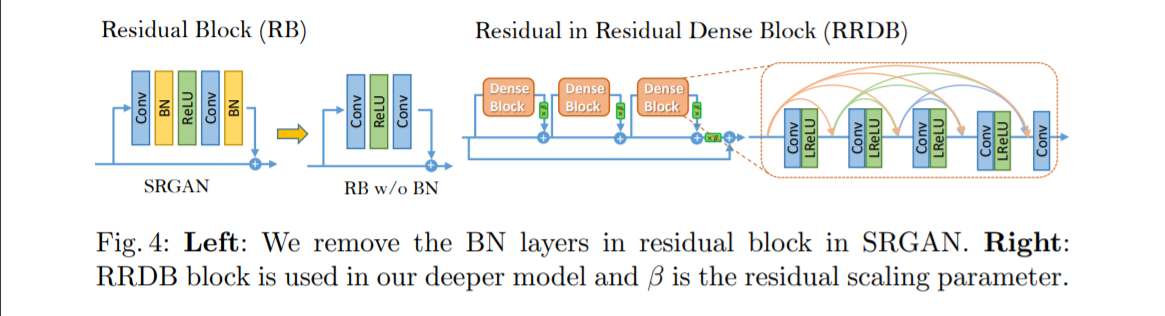 Residual Block (RB)
Residual in Residual Dense Block (RRDB)
Conv
BN
ReLU
Conv
BN
SRGAN
Conv
ReLU
Conv
RB w/o BN
Dense
Block
Dense
Block
Dense
Block
Conv
LReLU
Conv
LReLU
Conv
LReLU
Conv
LReLU
Conv
Fig. 4: Left: We remove the BN layers in residual block in SRGAN. Right:
RRDB block is used in our deeper model and β is the residual scaling parameter.